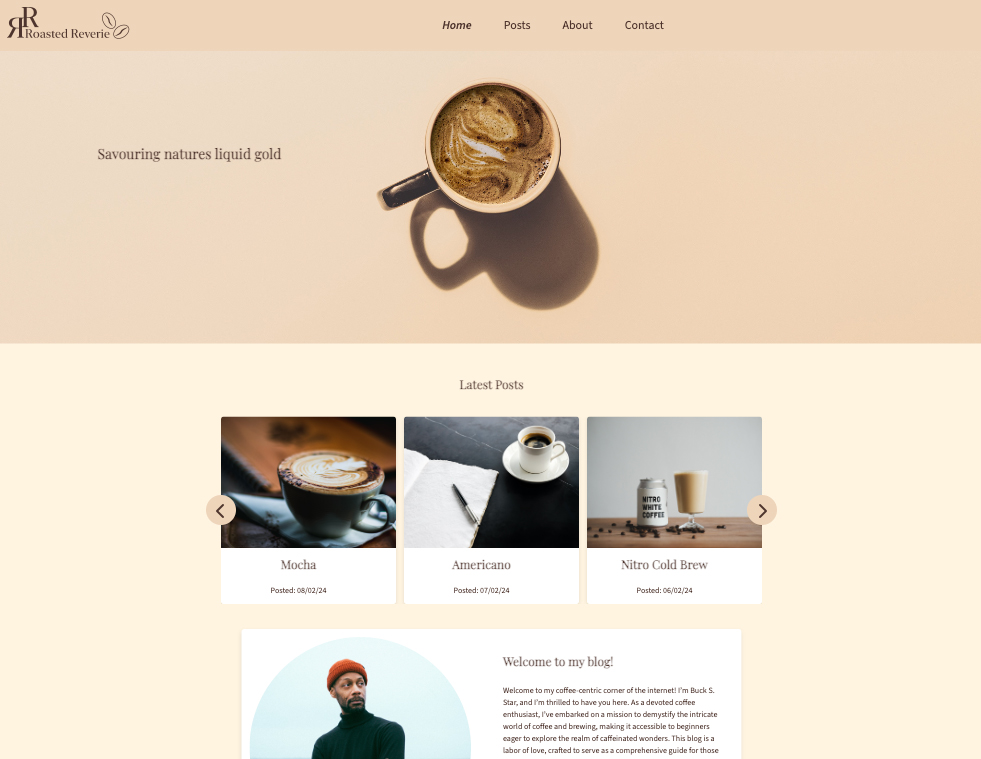 RR
Roasted Reverie
Home Posts About Contact
Savouring natures liquid gold
Latest Posts
NITRO
WHITE
COFFEE
Mocha Americano Nitro Cold Brew
Posted: 08/02/24 Posted: 07/02/24 Posted: 06/02/24
Welcome to my blog!
Welcome to my coffee-centric corner of the internet! I'm Buck S.
Star, and I'm thrilled to have you here. As a devoted coffee
enthusiast, I've embarked on a mission to demystify the intricate
world of coffee and brewing, making it accessible to beginners
eager to explore the realm of caffeinated wonders. This blog is a
labor of love, crafted to serve as a comprehensive guide for those